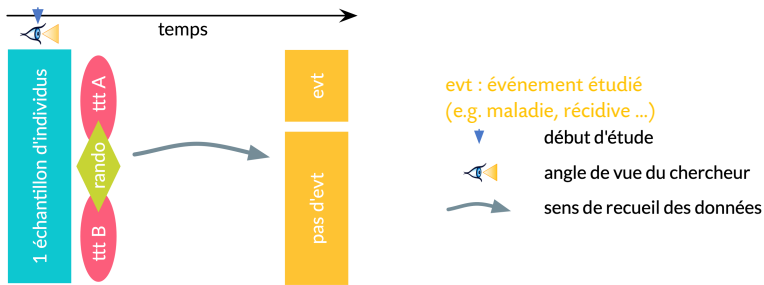 temps
1 échantillon d'individus
ttt A
rando
ttt B
evt
pas d'evt
evt : événement étudié
(e.g. maladie, récidive ...)
début d'étude
angle de vue du chercheur
sens de recueil des données